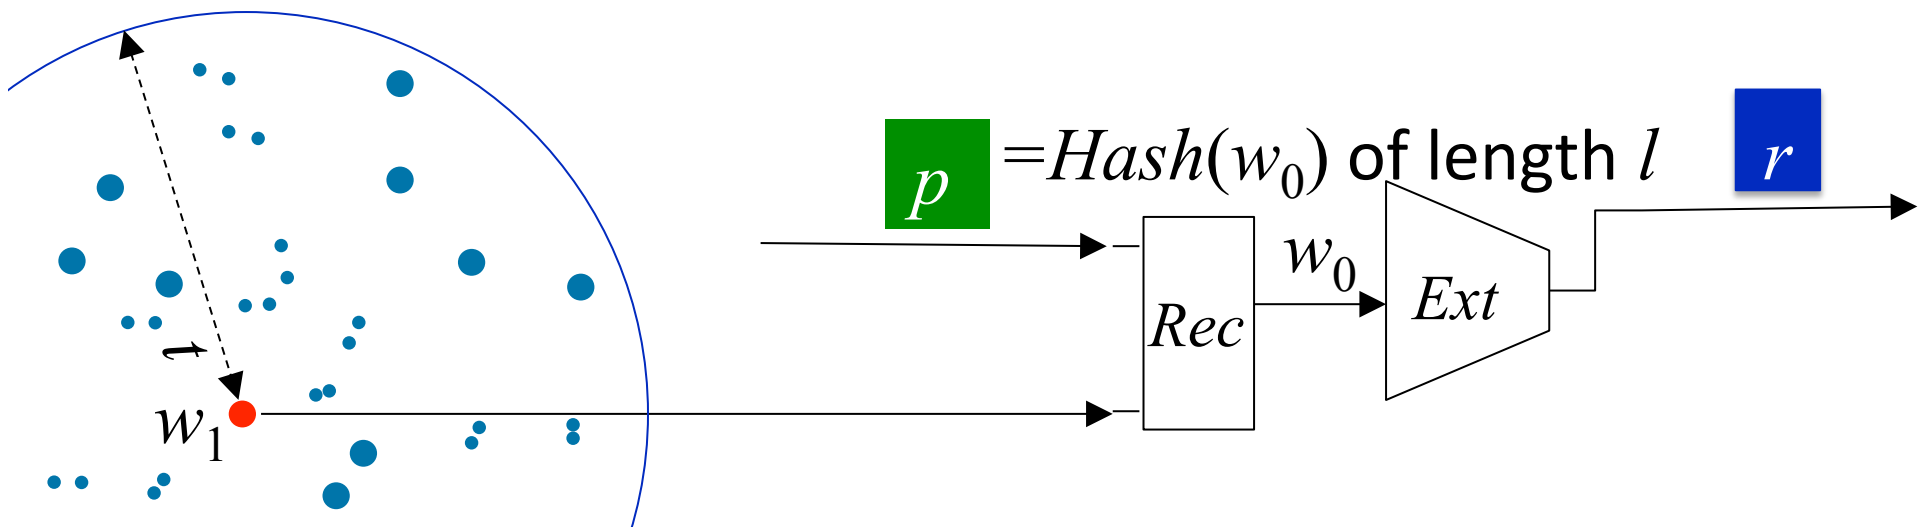 p =Hash(w₀) of length l
r
w₀
Rec
Ext
t
w₁